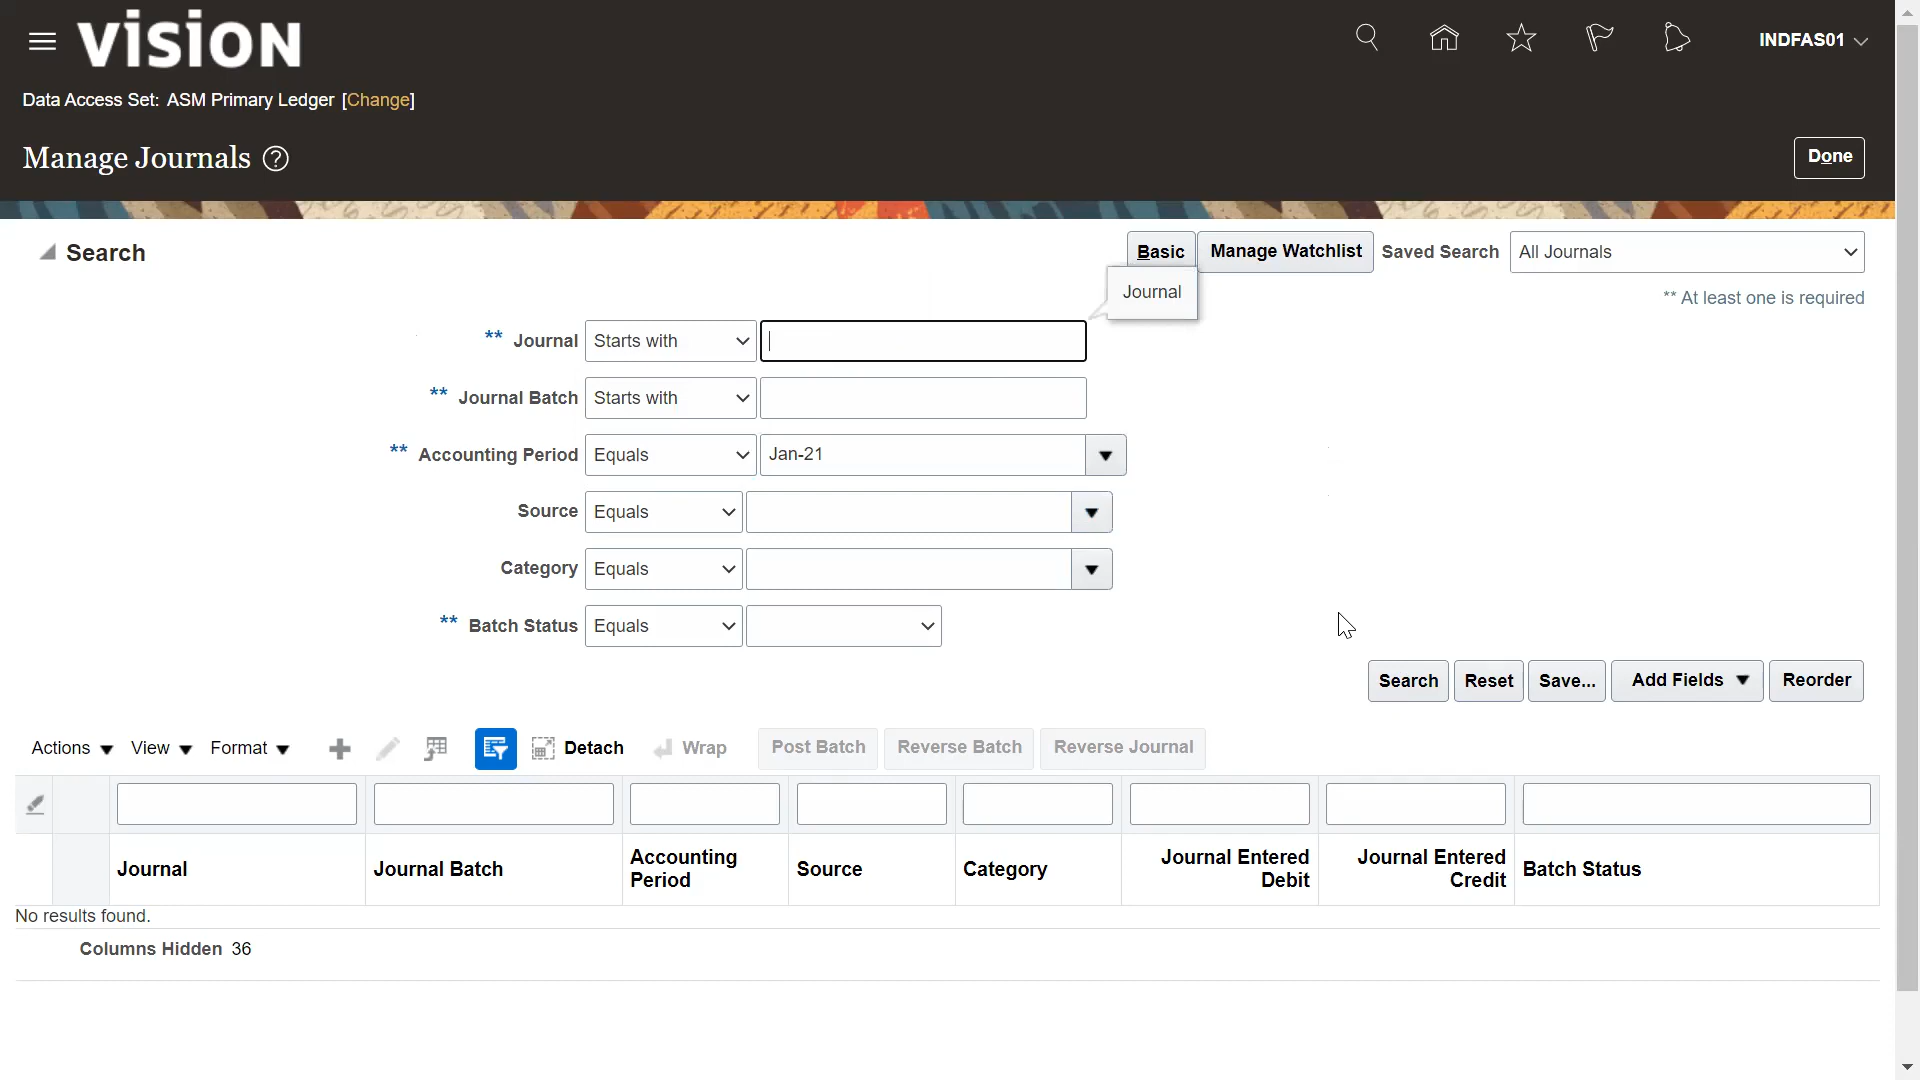 VISION
INDFAS01
Data Access Set: ASM Primary Ledger [Change]
Manage Journals ?
Done
Search
Basic Manage Watchlist Saved Search All Journals
Journal
** At least one is required
** Journal Starts with
** Journal Batch Starts with
** Accounting Period Equals Jan-21
Source Equals
Category Equals
** Batch Status Equals
Search Reset Save... Add Fields Reorder
Actions View Format Detach Wrap Post Batch Reverse Batch Reverse Journal
Journal Journal Batch Accounting Period Source Category Journal Entered Debit Journal Entered Credit Batch Status
No results found.
Columns Hidden 36